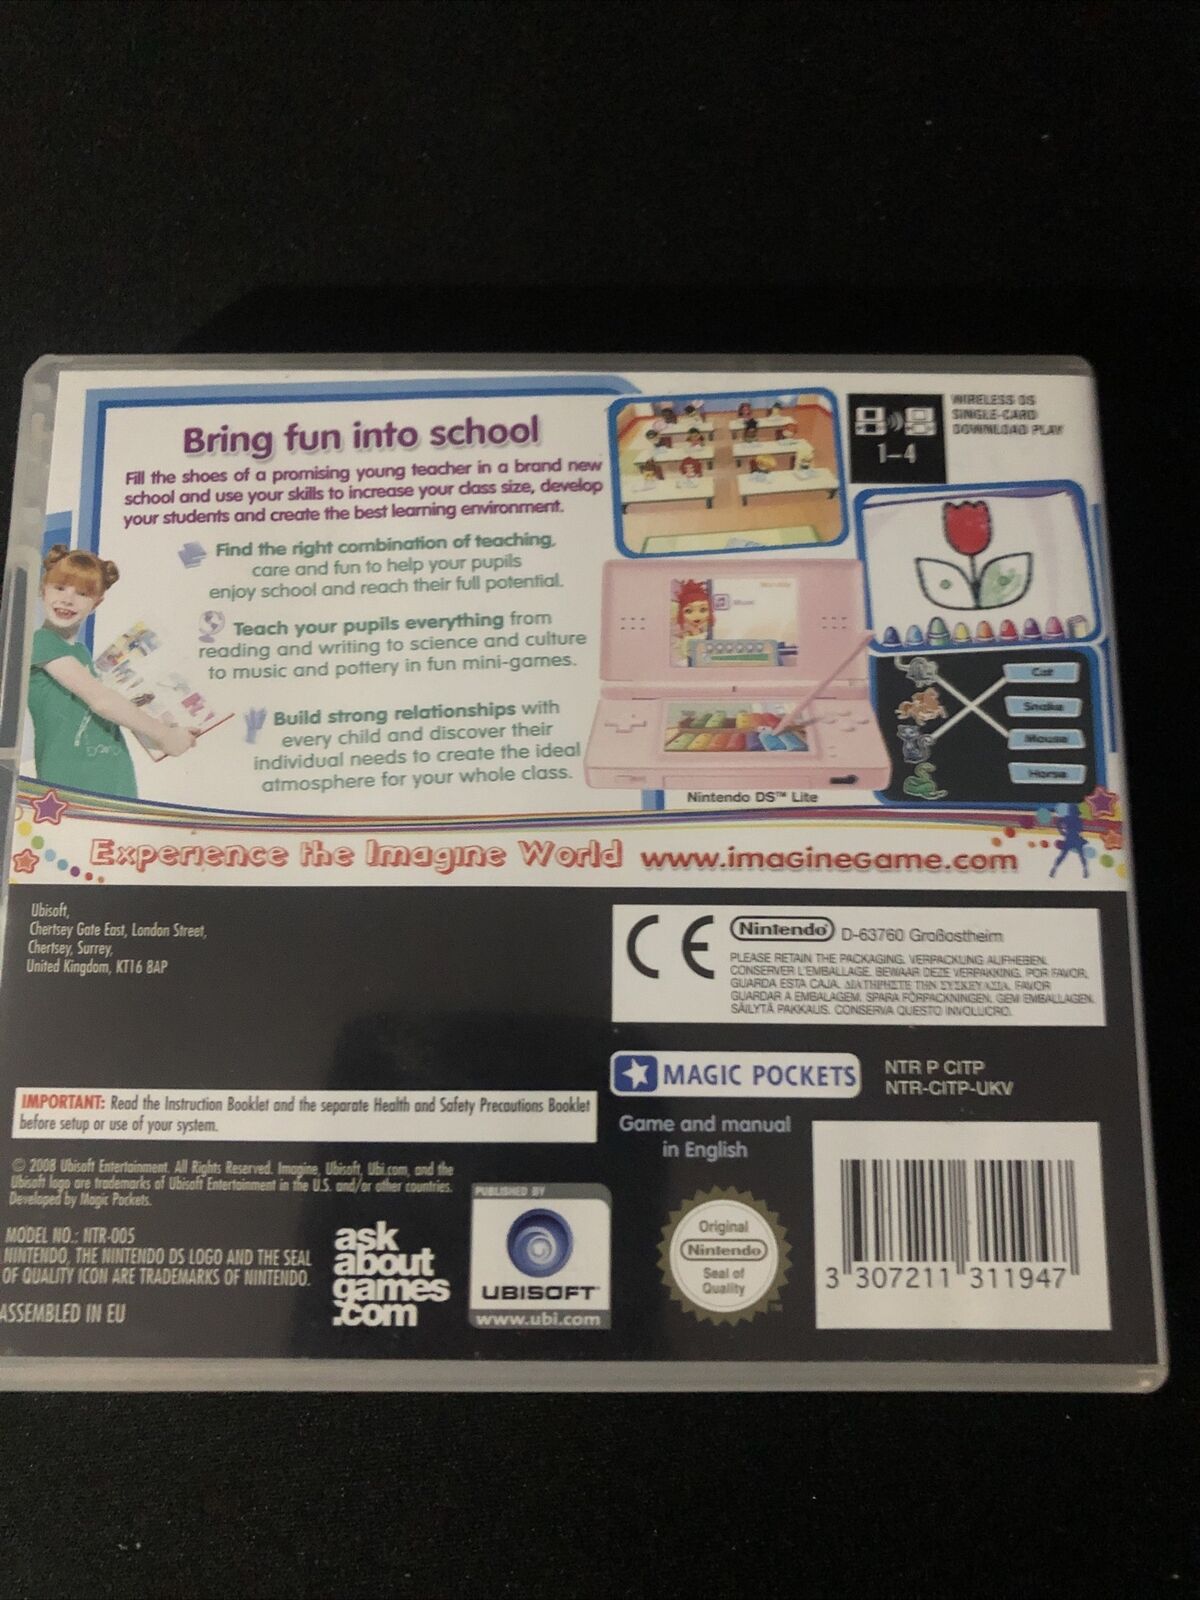 Bring fun into school
Fill the shoes of a promising young teacher in a brand new
school and use your skills to increase your class size, develop
your students and create the best learning environment.
Find the right combination of teaching,
care and fun to help your pupils
enjoy school and reach their full potential.
Teach your pupils everything from
reading and writing to science and culture
to music and pottery in fun mini-games.
Build strong relationships with
every child and discover their
individual needs to create the ideal
atmosphere for your whole class.
1-4
WIRELESS DS
SINGLE-CARD
DOWNLOAD PLAY
Music
Cat
Snake
Mouse
Horse
Nintendo DS™ Lite
Experience the Imagine World www.imaginegame.com
Ubisoft,
Chertsey Gate East, London Street,
Chertsey, Surrey,
United Kingdom, KT16 8AP
CE
Nintendo D-63760 Großostheim
PLEASE RETAIN THE PACKAGING. VERPACKUNG AUFHEBEN.
CONSERVER L'EMBALLAGE. BEWAAR DEZE VERPAKKING. POR FAVOR,
GUARDA ESTA CAJA. ΔΙΑΤΗΡΗΣΤΕ ΤΗΝ ΣΥΣΚΕΥΑΣΙΑ. FAVOR
GUARDAR A EMBALAGEM. SPARA FÖRPACKNINGEN. GEM EMBALLAGEN.
SÄILYTÄ PAKKAUS. CONSERVA QUESTO INVOLUCRO.
MAGIC POCKETS
NTR P CITP
NTR-CITP-UKV
Game and manual
in English
IMPORTANT: Read the Instruction Booklet and the separate Health and Safety Precautions Booklet
before setup or use of your system.
© 2008 Ubisoft Entertainment. All Rights Reserved. Imagine, Ubisoft, Ubi.com, and the
Ubisoft logo are trademarks of Ubisoft Entertainment in the U.S. and/or other countries.
Developed by Magic Pockets.
MODEL NO.: NTR-005
NINTENDO, THE NINTENDO DS LOGO AND THE SEAL
OF QUALITY ICON ARE TRADEMARKS OF NINTENDO.
ASSEMBLED IN EU
ask
about
games
.com
PUBLISHED BY
UBISOFT™
www.ubi.com
Original
Nintendo
Seal of
Quality
™
3 307211 311947